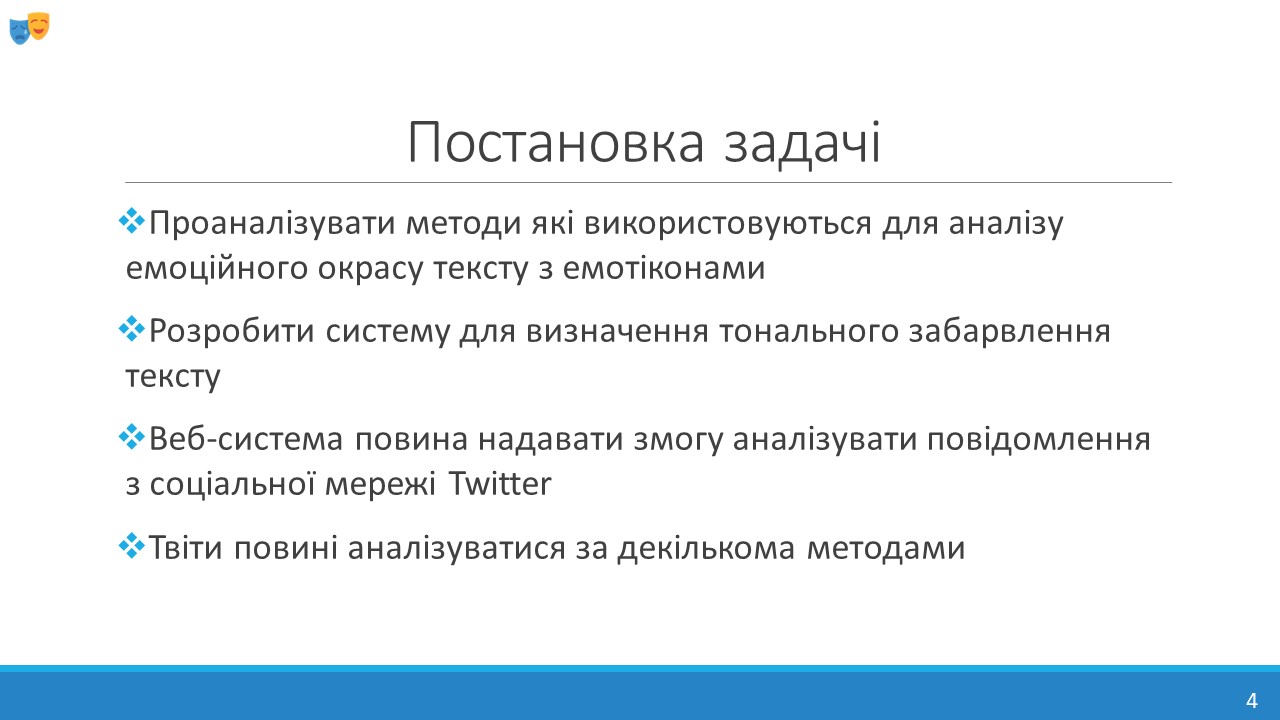 Постановка задачі
❖Проаналізувати методи які використовуються для аналізу
емоційного окрасу тексту з емотіконами
❖Розробити систему для визначення тонального забарвлення
тексту
❖Веб-система повина надавати змогу аналізувати повідомлення
з соціальної мережі Twitter
❖Твіти повині аналізуватися за декількома методами
4